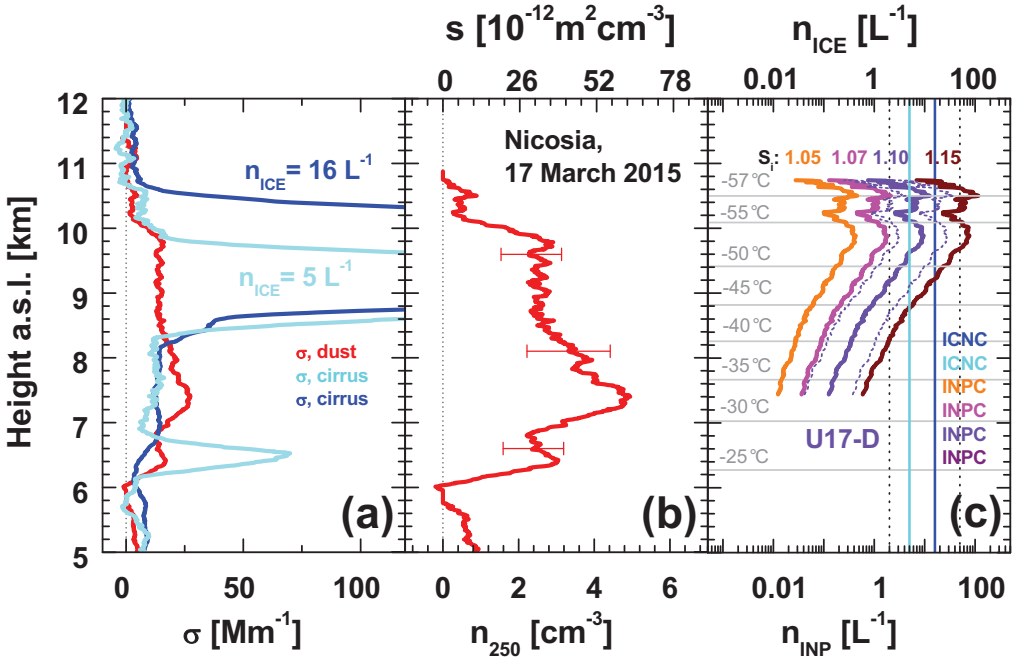 s [10⁻¹²m²cm⁻³]
n_ICE [L⁻¹]
0 26 52 78
0.01 1 100
12
11
10
9
8
7
6
5
Height a.s.l. [km]
n_ICE = 16 L⁻¹
n_ICE = 5 L⁻¹
σ, dust
σ, cirrus
σ, cirrus
(a)
0 50 100
σ [Mm⁻¹]
Nicosia,
17 March 2015
(b)
0 2 4 6
n_250 [cm⁻³]
S_i: 1.05 1.07 1.10 1.15
-57°C
-55°C
-50°C
-45°C
-40°C
-35°C
-30°C
-25°C
ICNC
ICNC
INPC
INPC
INPC
INPC
U17-D
(c)
0.01 1 100
n_INP [L⁻¹]